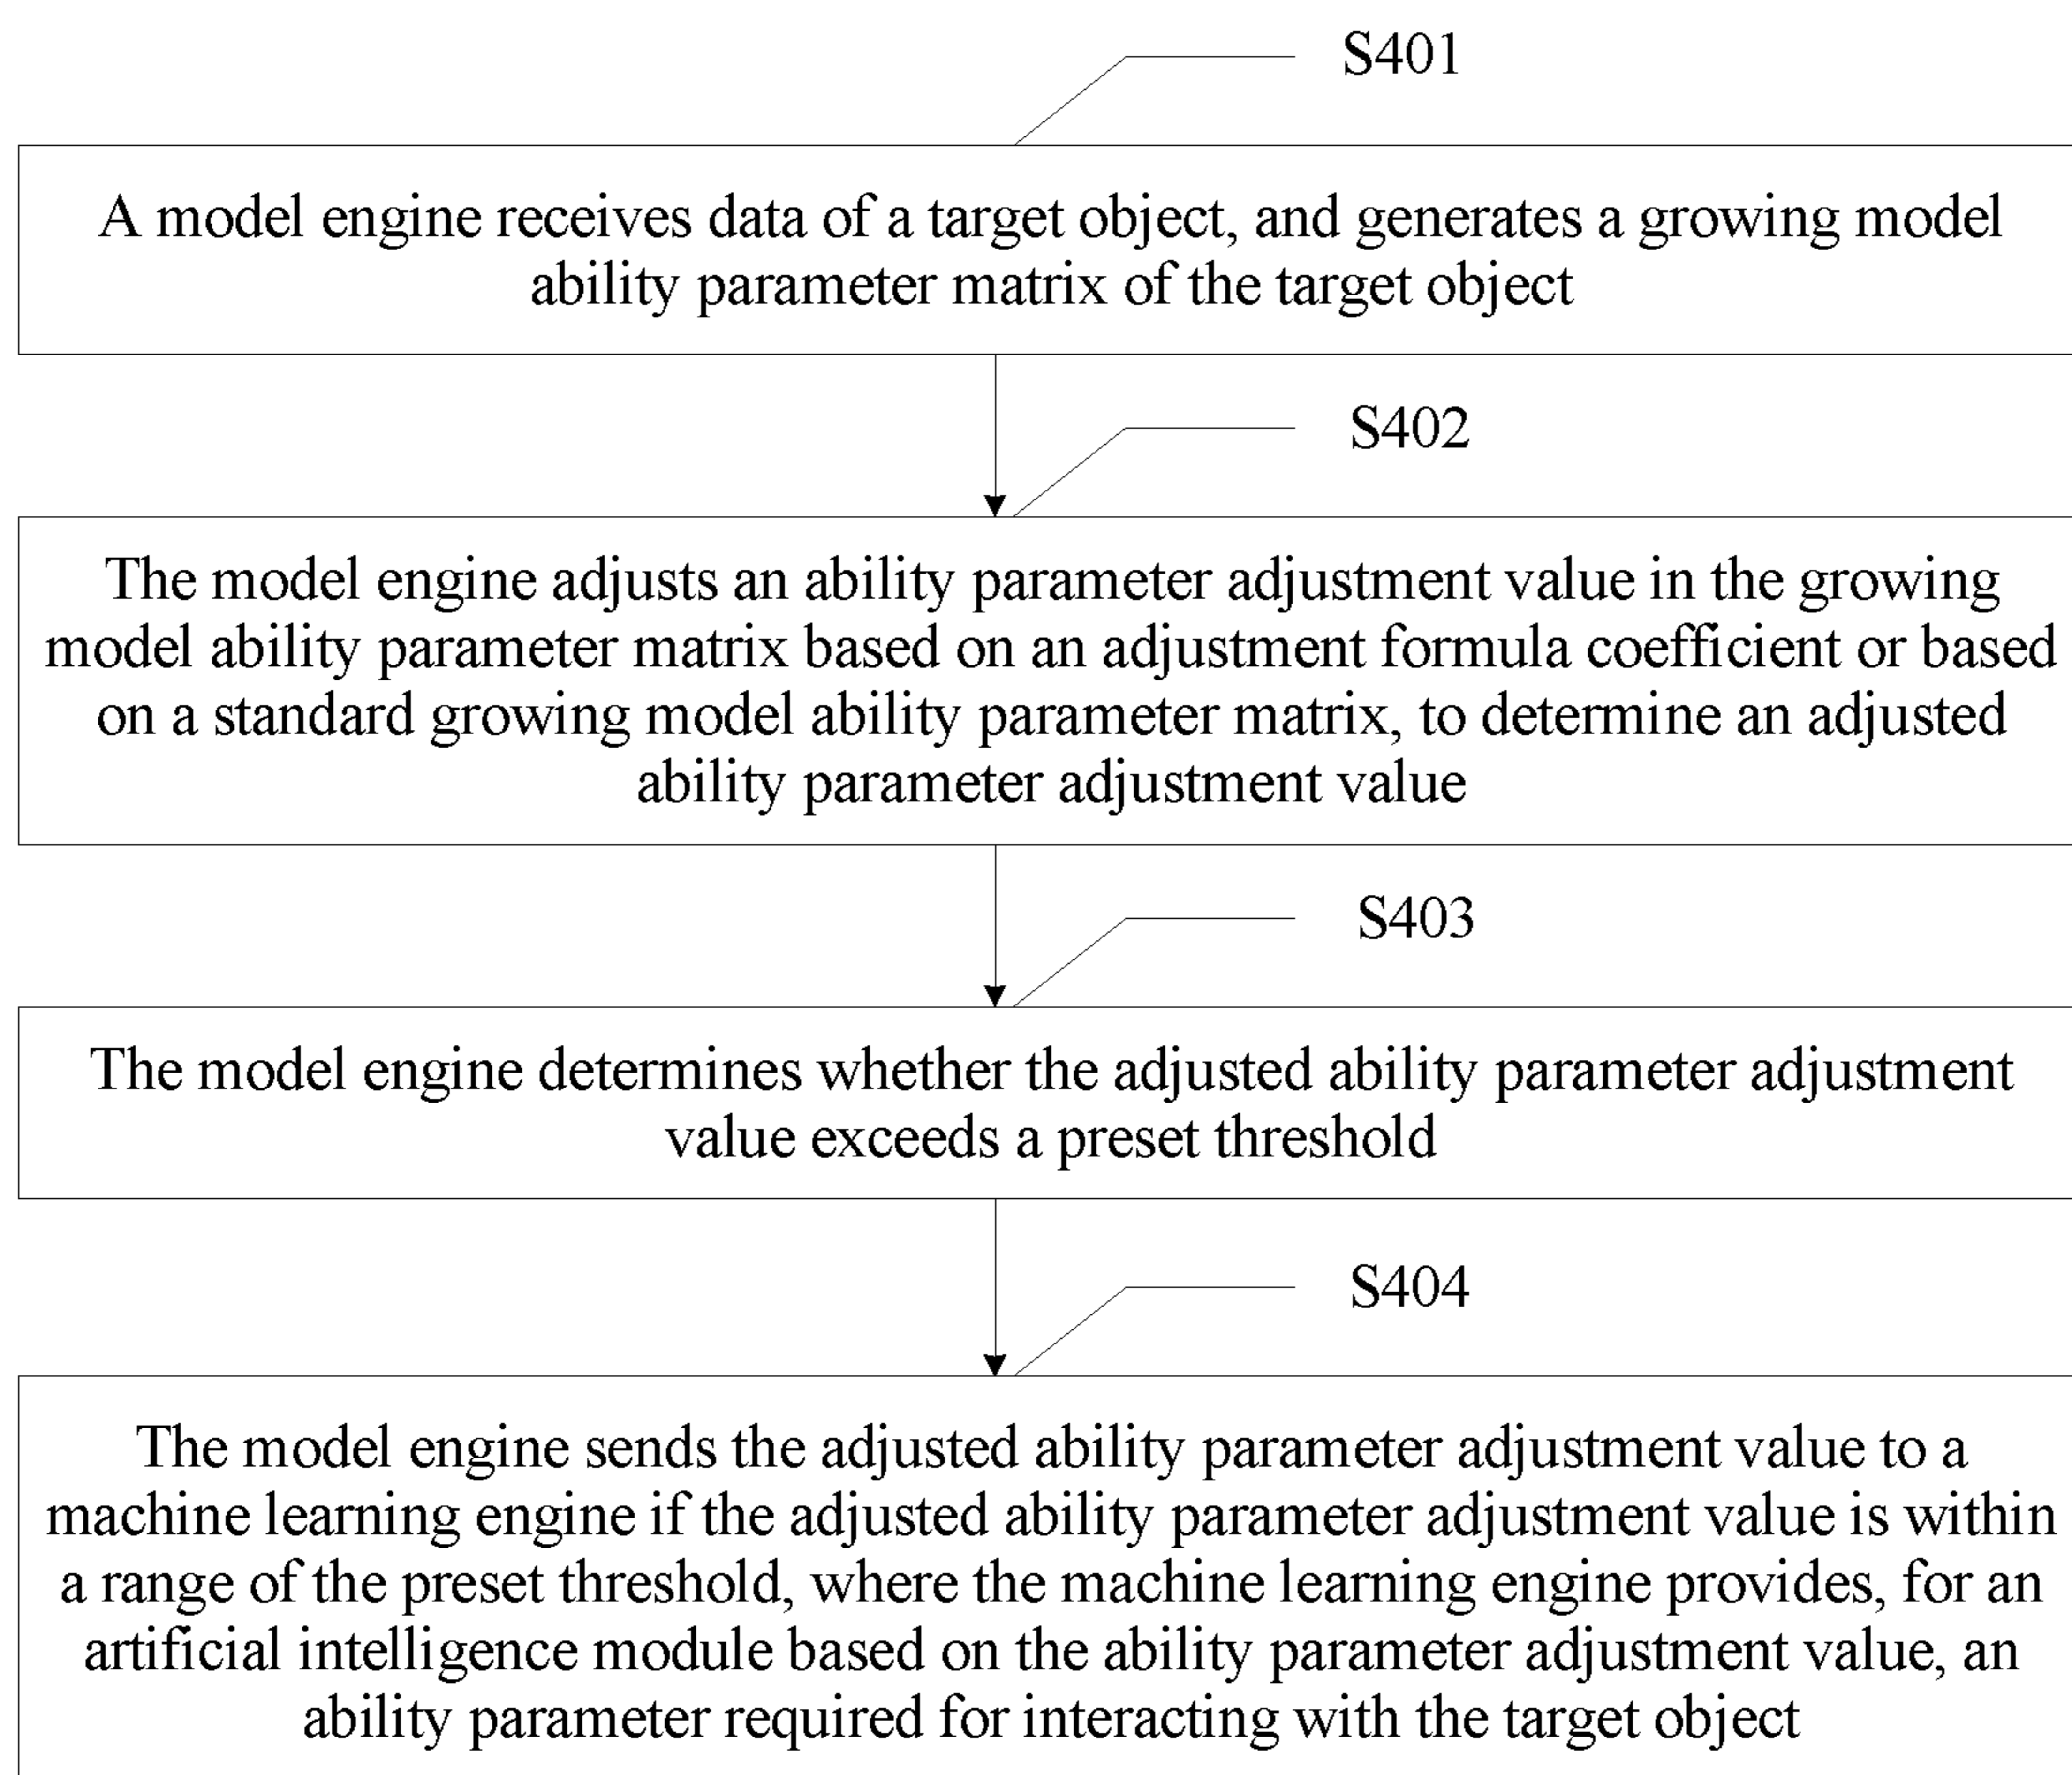 S401
A model engine receives data of a target object, and generates a growing model
ability parameter matrix of the target object
S402
The model engine adjusts an ability parameter adjustment value in the growing
model ability parameter matrix based on an adjustment formula coefficient or based
on a standard growing model ability parameter matrix, to determine an adjusted
ability parameter adjustment value
S403
The model engine determines whether the adjusted ability parameter adjustment
value exceeds a preset threshold
S404
The model engine sends the adjusted ability parameter adjustment value to a
machine learning engine if the adjusted ability parameter adjustment value is within
a range of the preset threshold, where the machine learning engine provides, for an
artificial intelligence module based on the ability parameter adjustment value, an
ability parameter required for interacting with the target object